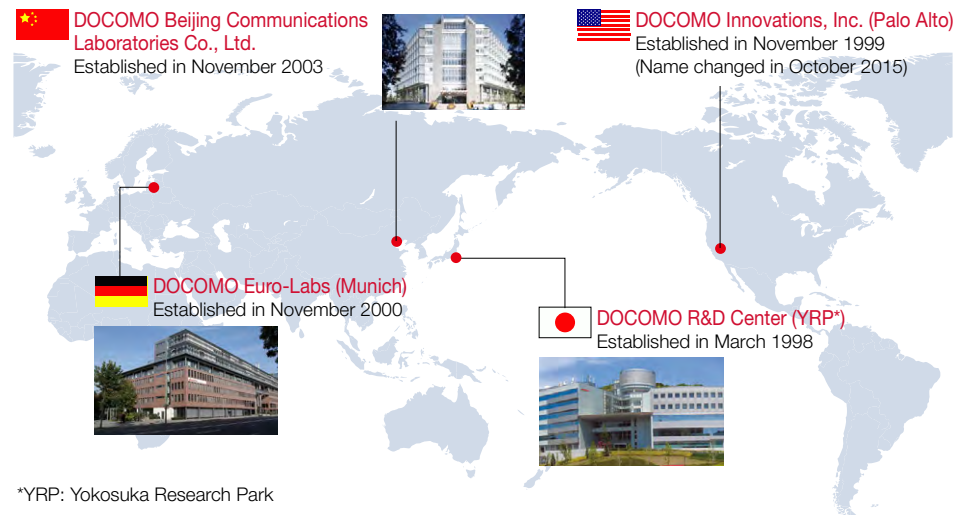 DOCOMO Beijing Communications
Laboratories Co., Ltd.
Established in November 2003
DOCOMO Innovations, Inc. (Palo Alto)
Established in November 1999
(Name changed in October 2015)
DOCOMO Euro-Labs (Munich)
Established in November 2000
DOCOMO R&D Center (YRP*)
Established in March 1998
*YRP: Yokosuka Research Park